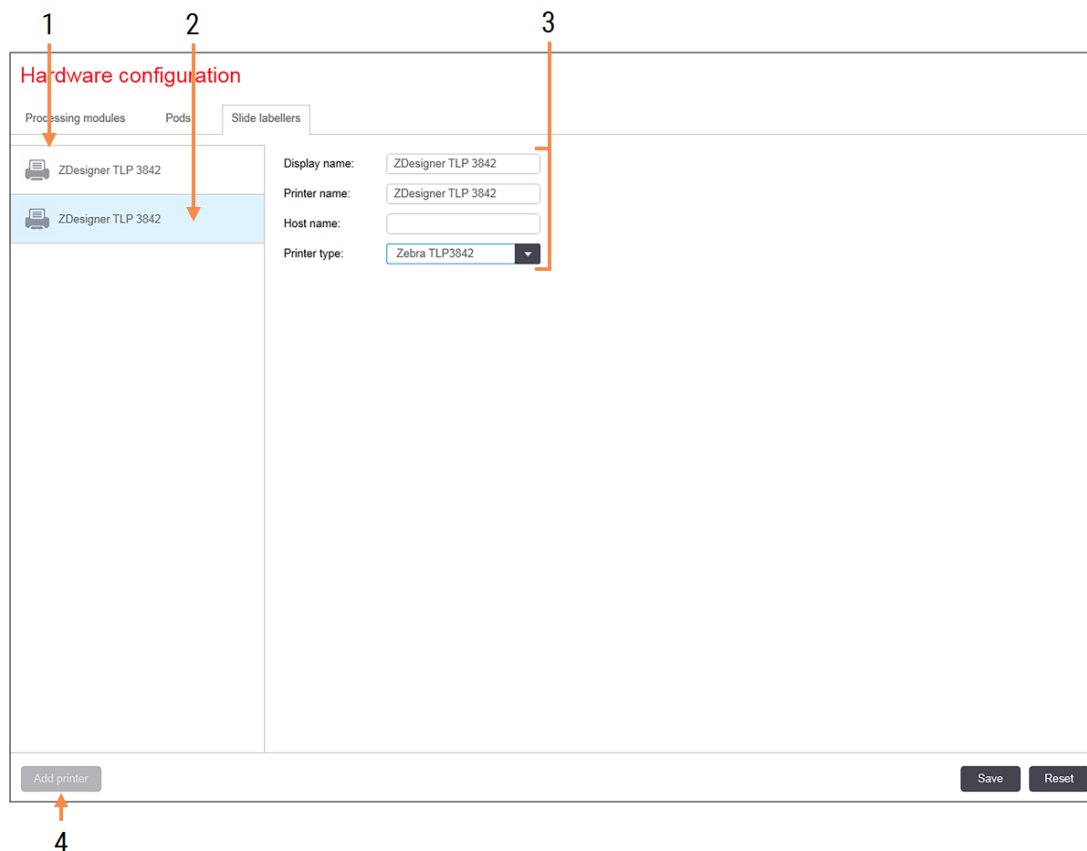 1 2 3
Hardware configuration
Processing modules Pods Slide labellers
ZDesigner TLP 3842
ZDesigner TLP 3842
Display name: ZDesigner TLP 3842
Printer name: ZDesigner TLP 3842
Host name:
Printer type: Zebra TLP3842
Add printer Save Reset
4